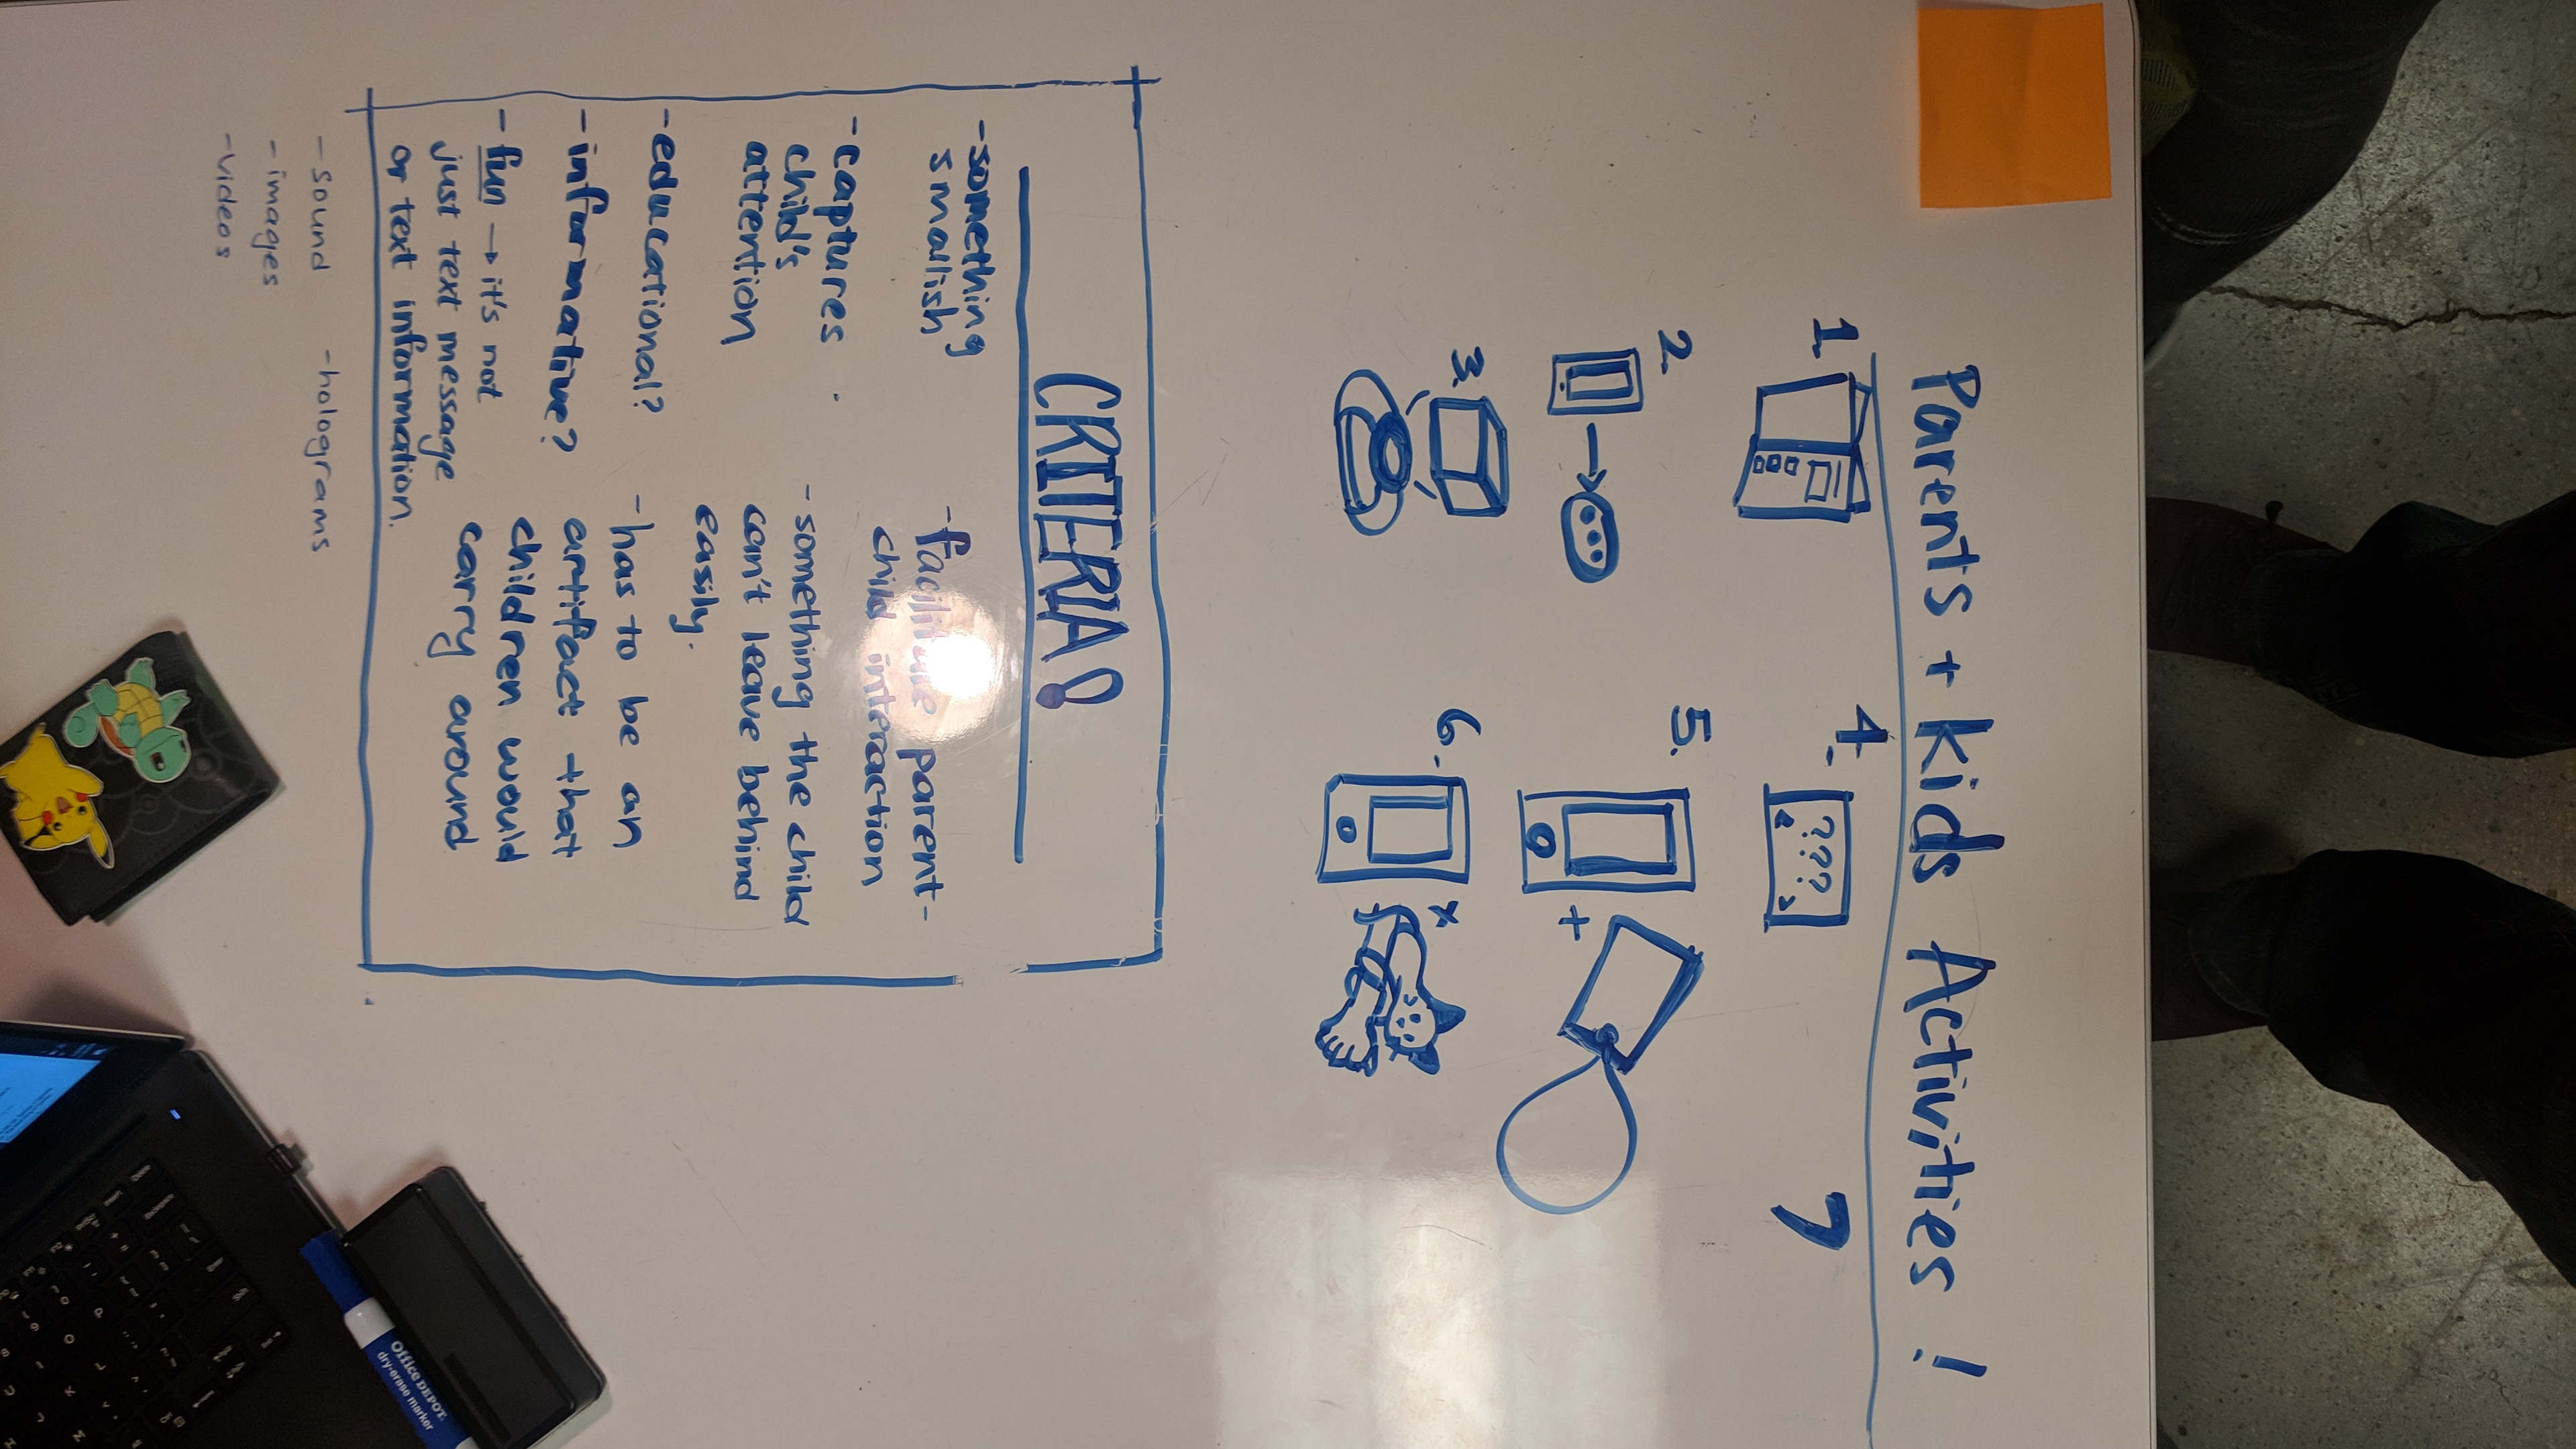 Parents + Kids Activities!
1.
2.
3.
4.
? ? ?
5.
+
6.
x
7
CRITERIA!
- something
smallish
- captures
child's
attention
- educational?
- informative?
- fun → it's not
just text message
or text information.
- facilitate parent-
child interaction
- something the child
can't leave behind
easily.
- has to be an
artifact that
children would
carry around
- sound
- images
- videos
- holograms
Office DEPOT.
dry-erase marker